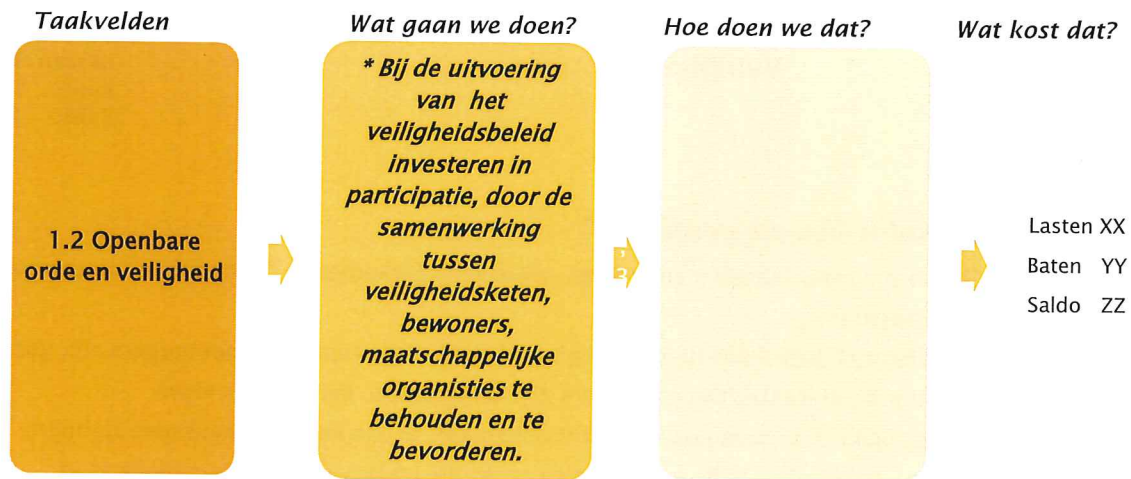 Taakvelden
Wat gaan we doen?
Hoe doen we dat?
Wat kost dat?
1.2 Openbare
orde en veiligheid
* Bij de uitvoering
van het
veiligheidsbeleid
investeren in
participatie, door de
samenwerking
tussen
veiligheidsketen,
bewoners,
maatschappelijke
organisties te
behouden en te
bevorderen.
,
3
Lasten XX
Baten YY
Saldo ZZ